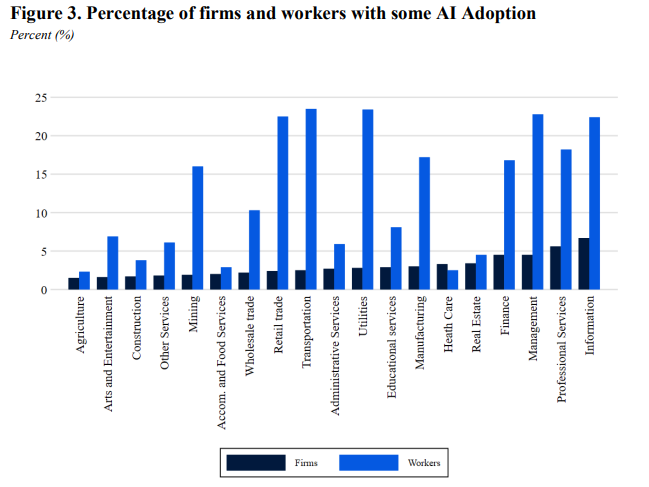 Figure 3. Percentage of firms and workers with some AI Adoption
Percent (%)
25
20
15
10
5
0
Agriculture
Arts and Entertainment
Construction
Other Services
Mining
Accom. and Food Services
Wholesale trade
Retail trade
Transportation
Administrative Services
Utilities
Educational services
Manufacturing
Heath Care
Real Estate
Finance
Management
Professional Services
Information
Firms
Workers